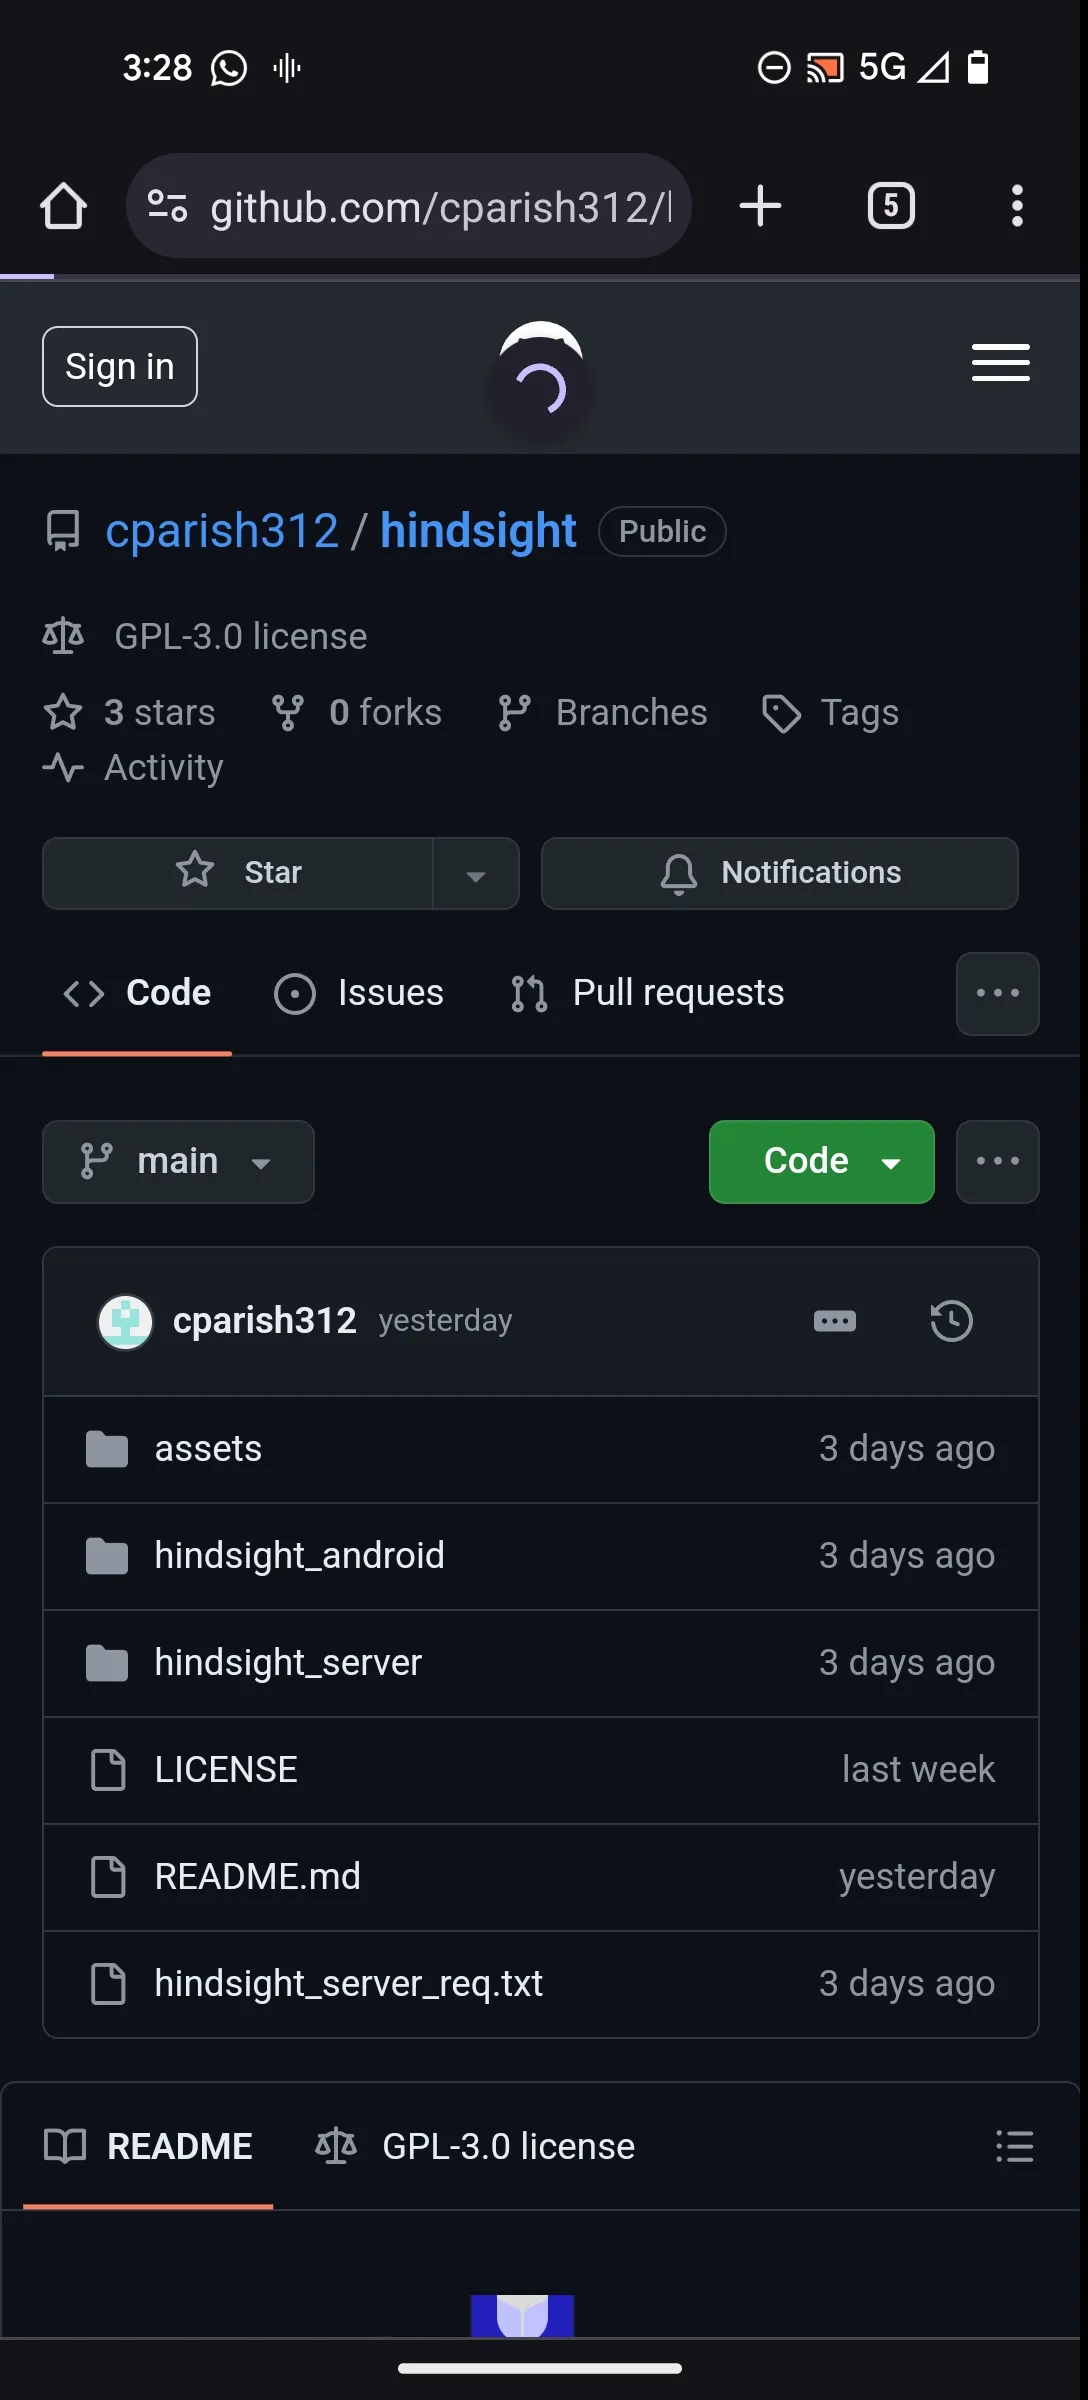 3:28 5G
github.com/cparish312/
5
Sign in
cparish312 / hindsight Public
GPL-3.0 license
3 stars 0 forks Branches Tags
Activity
Star Notifications
Code Issues Pull requests
main Code
cparish312 yesterday
assets 3 days ago
hindsight_android 3 days ago
hindsight_server 3 days ago
LICENSE last week
README.md yesterday
hindsight_server_req.txt 3 days ago
README GPL-3.0 license